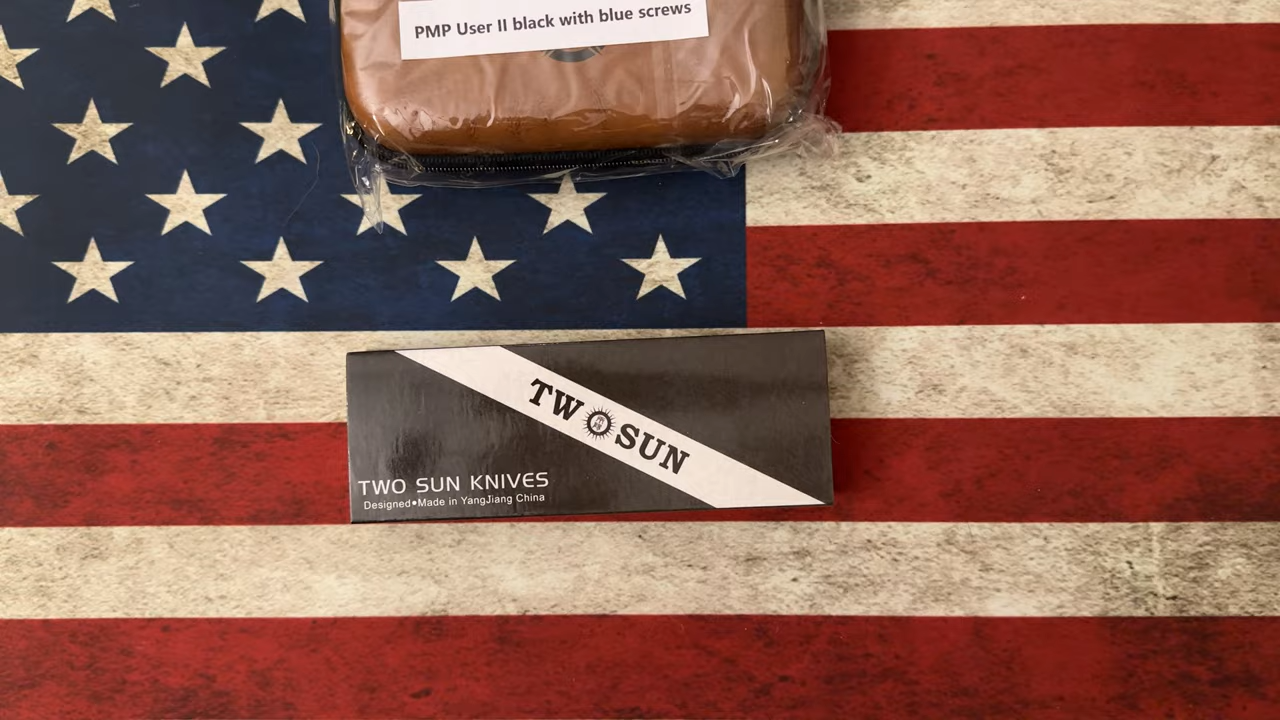 PMP User II black with blue screws
TWO SUN
TWO SUN KNIVES
Designed•Made in YangJiang China